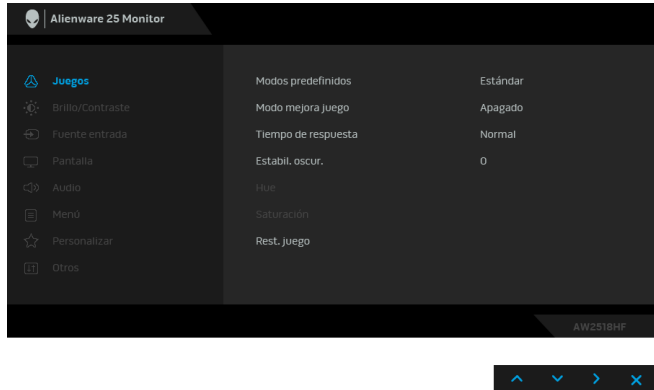 Alienware 25 Monitor
Juegos
Modos predefinidos Estándar
Brillo/Contraste
Modo mejora juego Apagado
Fuente entrada
Tiempo de respuesta Normal
Pantalla
Estabil. oscur. 0
Audio
Hue
Menú
Saturación
Personalizar
Rest. juego
Otros
AW2518HF